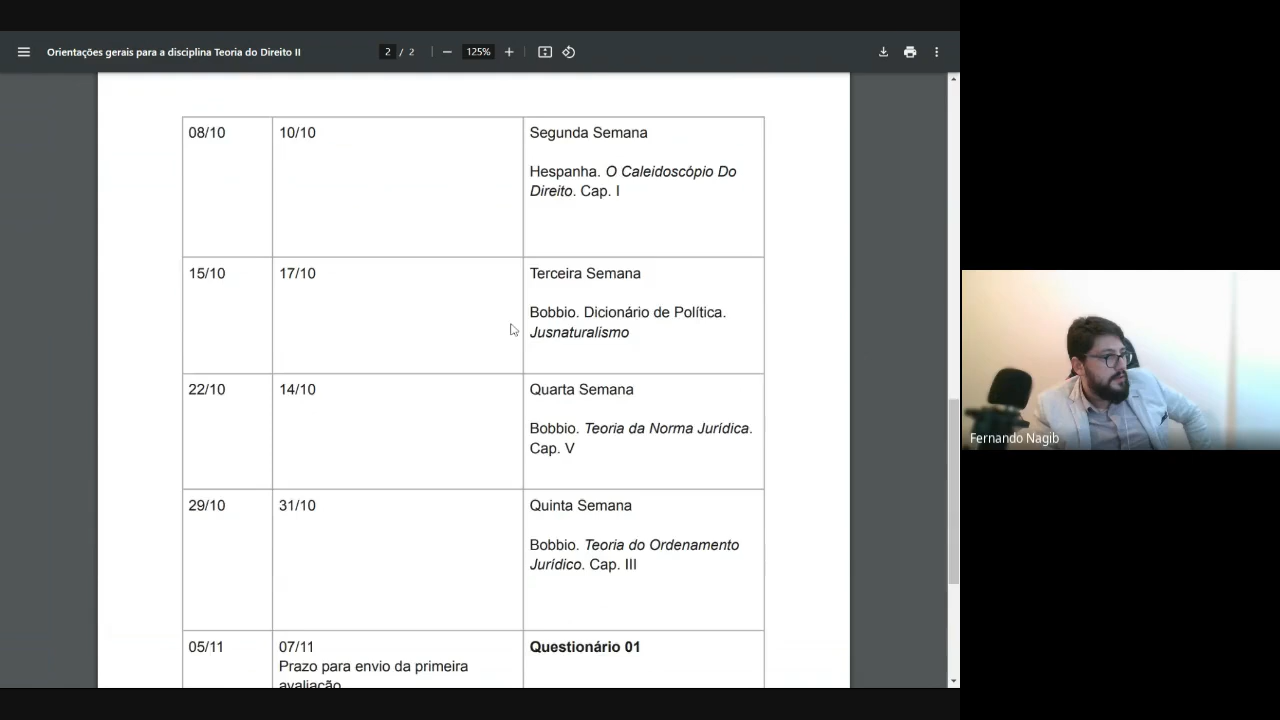 Orientações gerais para a disciplina Teoria do Direito II
2 / 2
125%
08/10
10/10
Segunda Semana
Hespanha. O Caleidoscópio Do
Direito. Cap. I
15/10
17/10
Terceira Semana
Bobbio. Dicionário de Política.
Jusnaturalismo
22/10
14/10
Quarta Semana
Bobbio. Teoria da Norma Jurídica.
Cap. V
29/10
31/10
Quinta Semana
Bobbio. Teoria do Ordenamento
Jurídico. Cap. III
05/11
07/11
Prazo para envio da primeira
avaliação
Questionário 01
Fernando Nagib